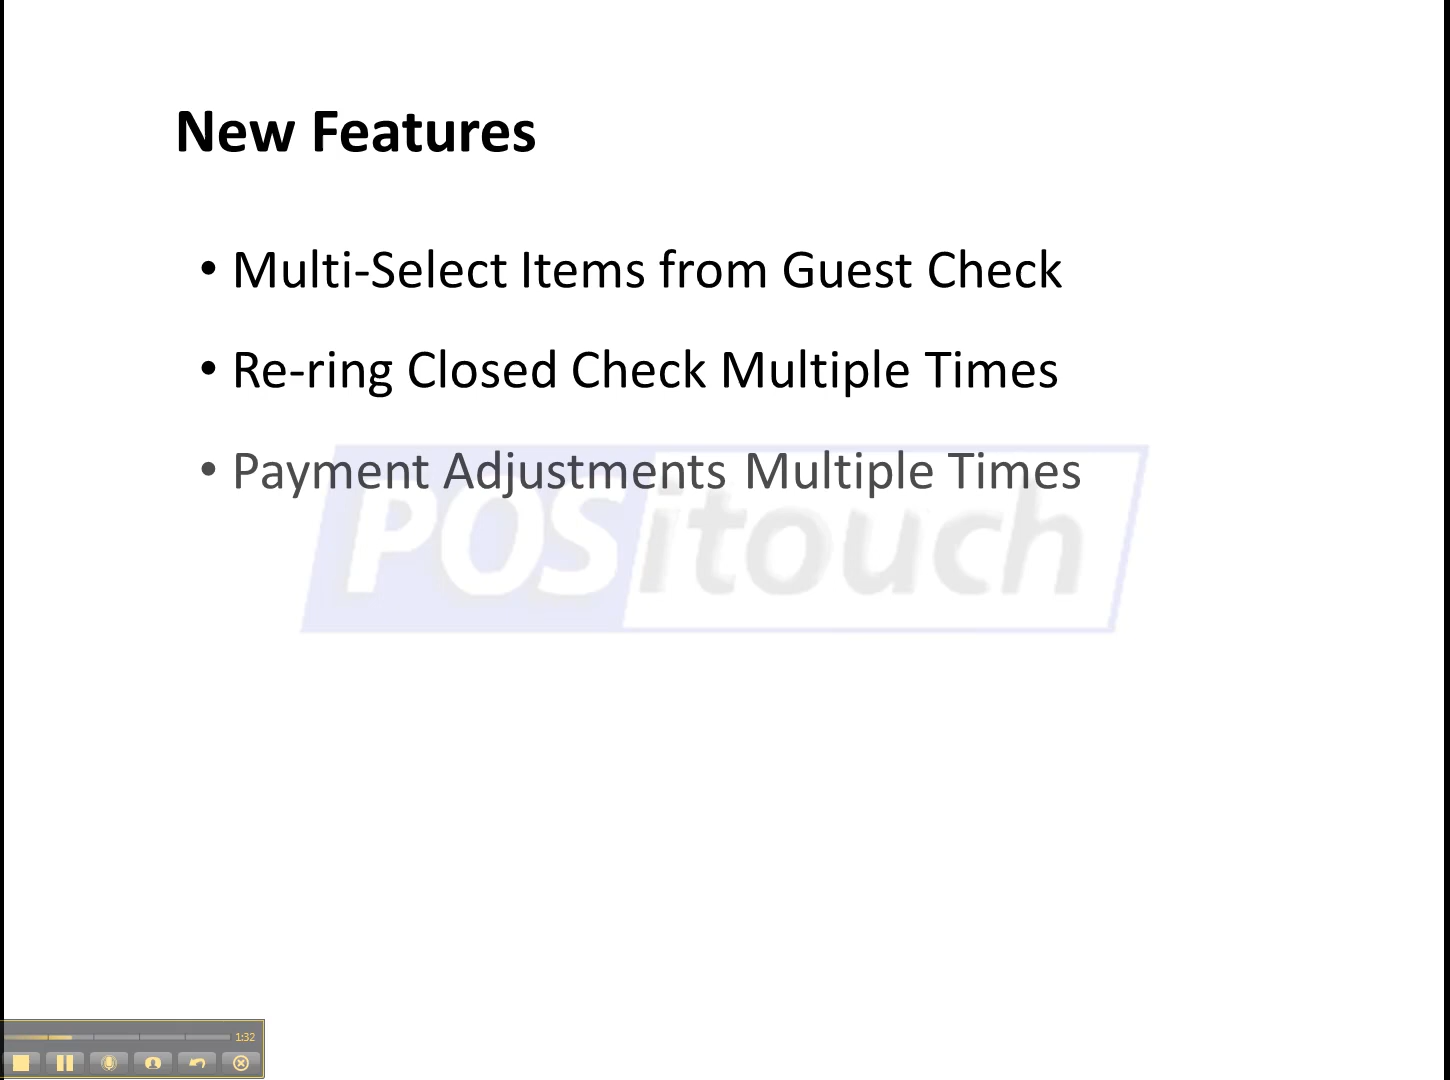 New Features
• Multi-Select Items from Guest Check
• Re-ring Closed Check Multiple Times
• Payment Adjustments Multiple Times
POSitouch
1:32